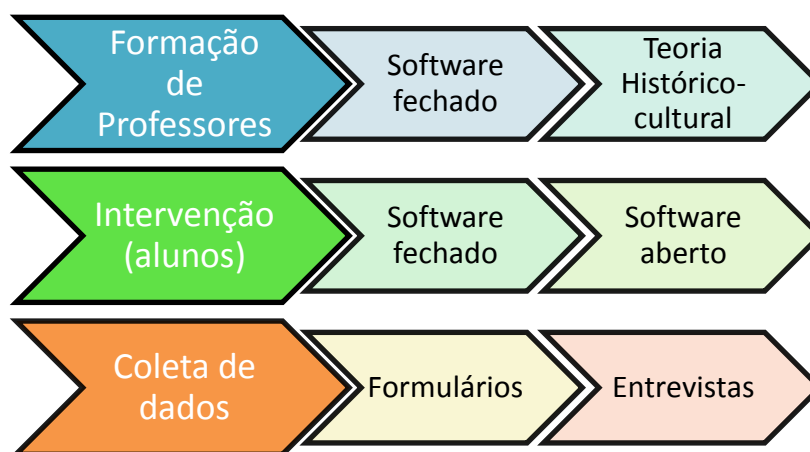 Formação
de
Professores
Software
fechado
Teoria
Histórico-
cultural
Intervenção
(alunos)
Software
fechado
Software
aberto
Coleta de
dados
Formulários
Entrevistas